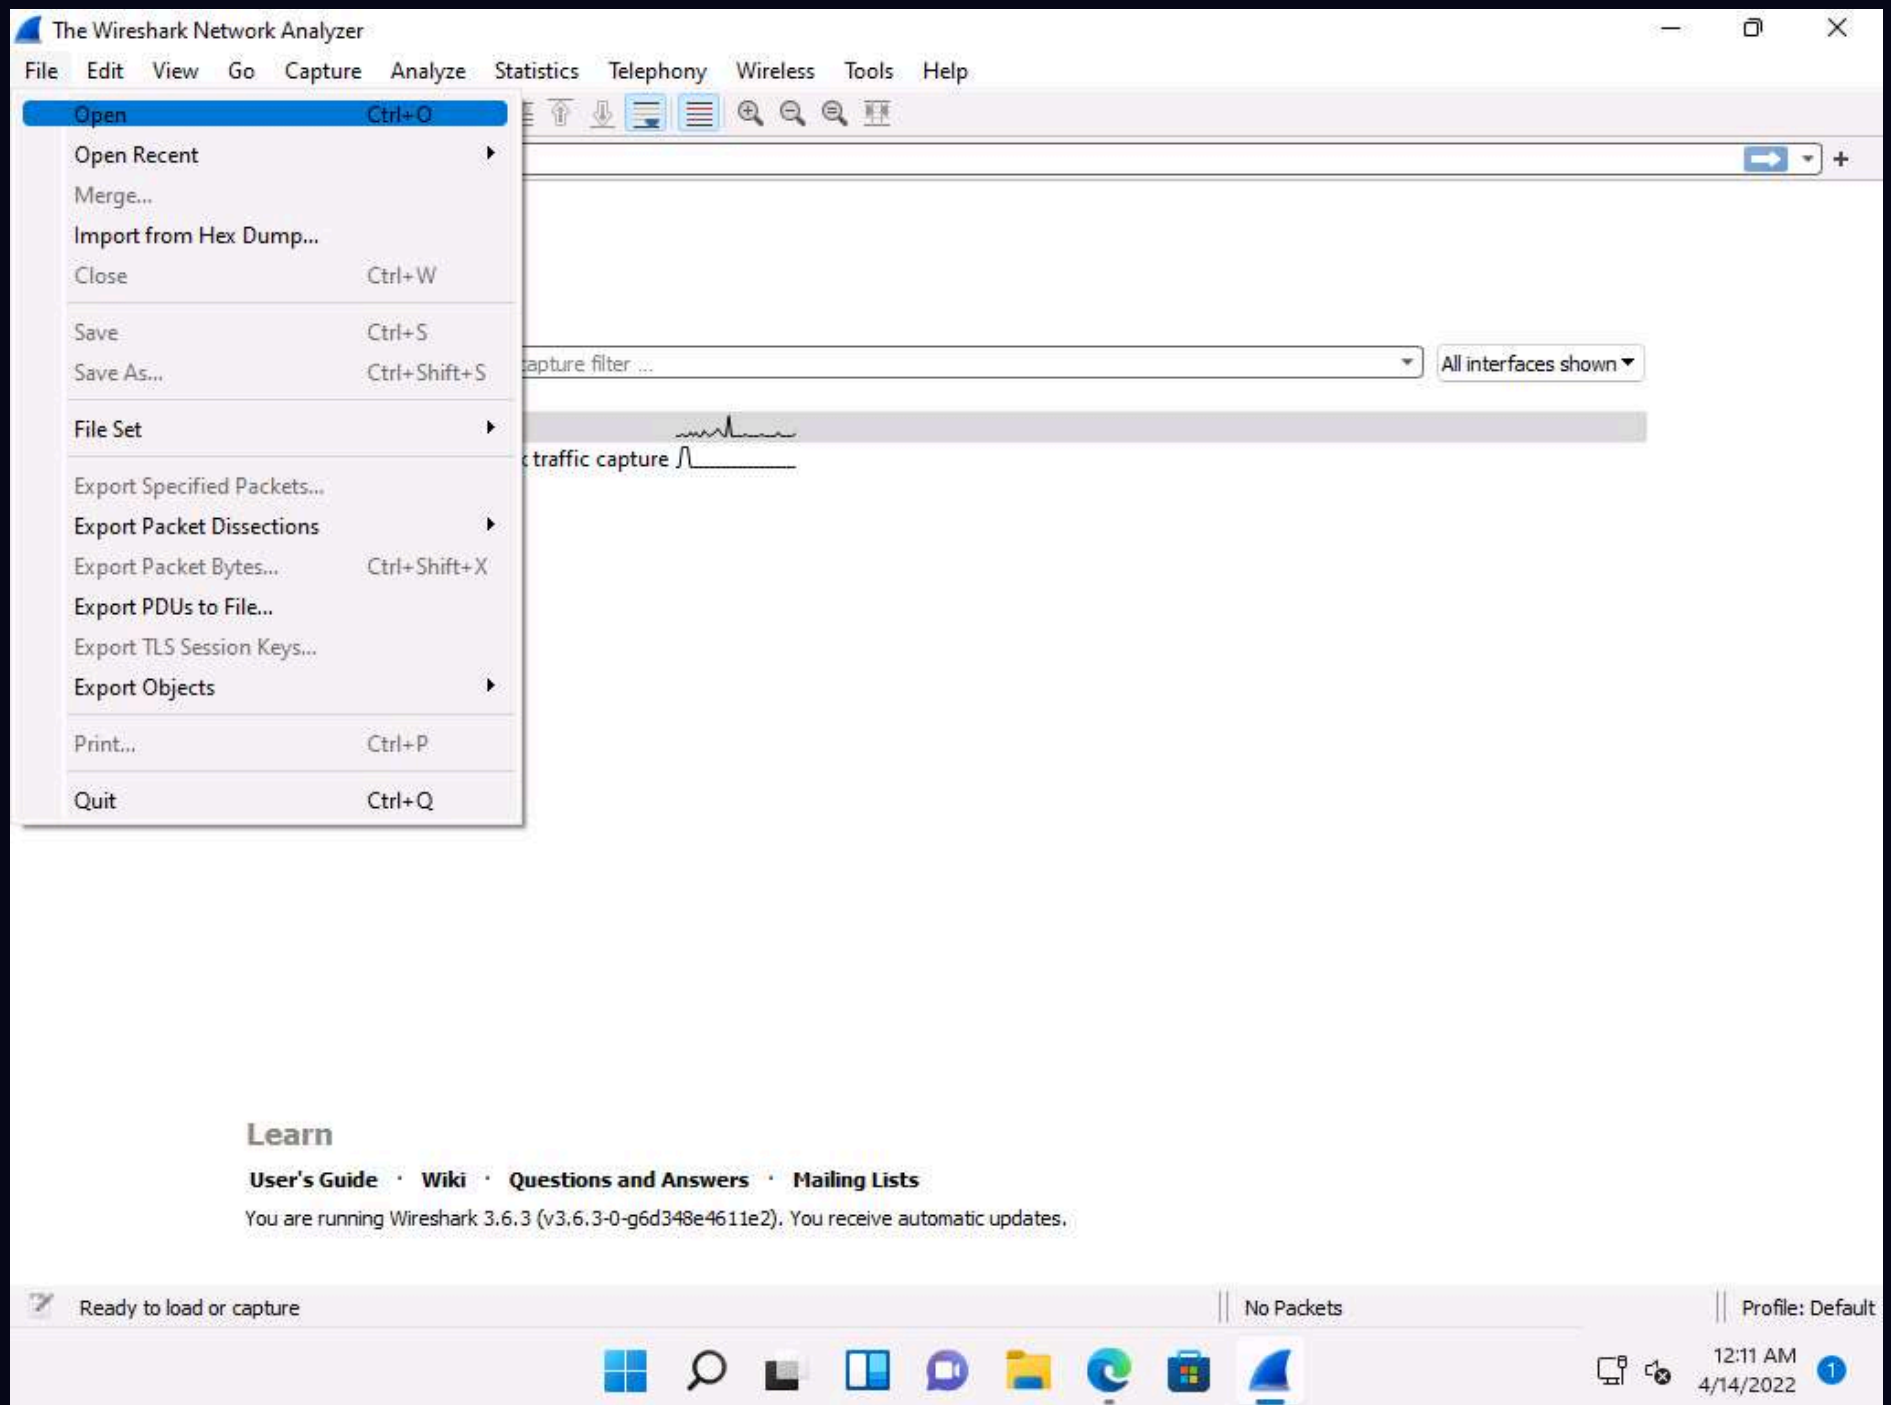 The Wireshark Network Analyzer
File Edit View Go Capture Analyze Statistics Telephony Wireless Tools Help
Open Ctrl+O
Open Recent
Merge...
Import from Hex Dump...
Close Ctrl+W
Save Ctrl+S
Save As... Ctrl+Shift+S
capture filter ... All interfaces shown
File Set
traffic capture
Export Specified Packets...
Export Packet Dissections
Export Packet Bytes... Ctrl+Shift+X
Export PDUs to File...
Export TLS Session Keys...
Export Objects
Print... Ctrl+P
Quit Ctrl+Q
Learn
User's Guide · Wiki · Questions and Answers · Mailing Lists
You are running Wireshark 3.6.3 (v3.6.3-0-g6d348e4611e2). You receive automatic updates.
Ready to load or capture No Packets Profile: Default
12:11 AM
4/14/2022
1